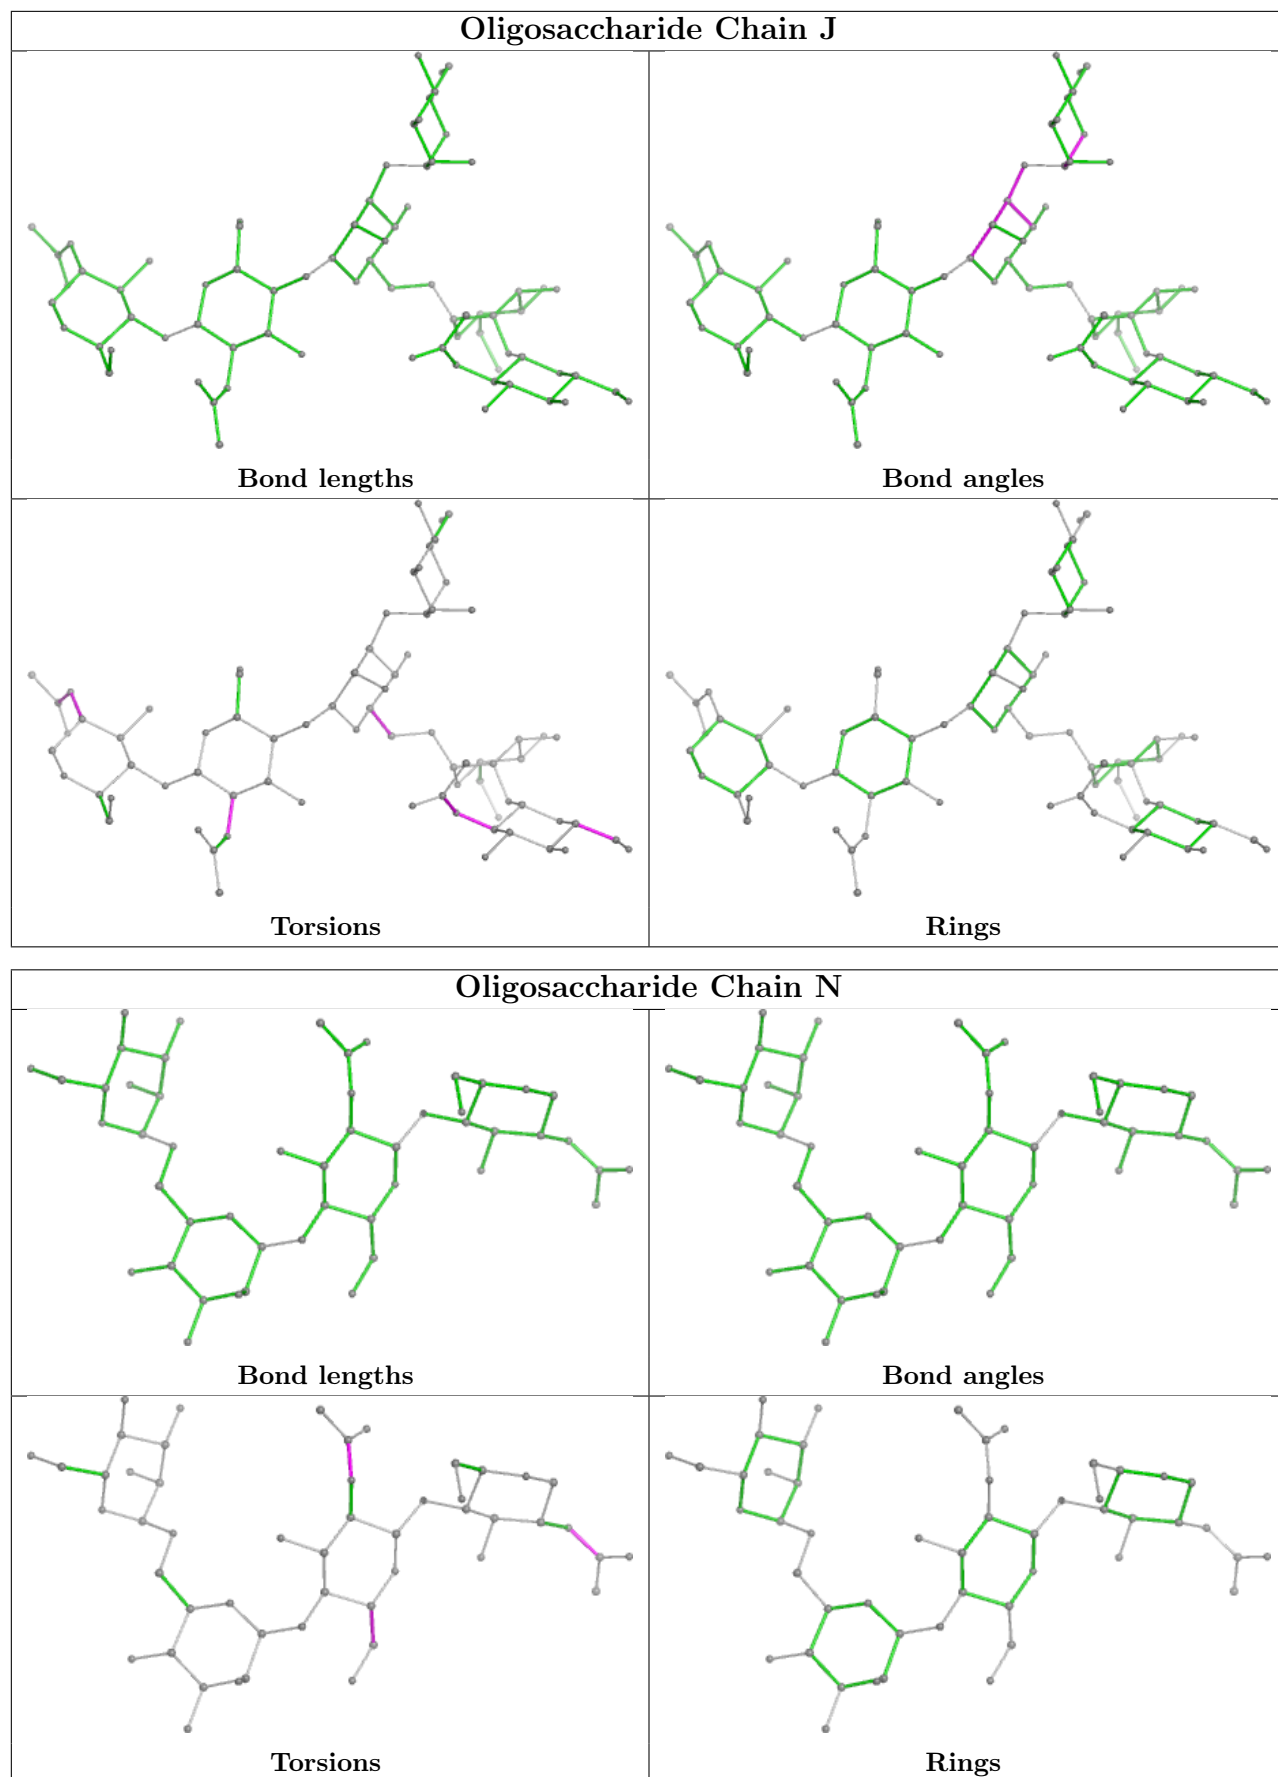 Oligosaccharide Chain J
Bond lengths
Bond angles
Torsions
Rings
Oligosaccharide Chain N
Bond lengths
Bond angles
Torsions
Rings